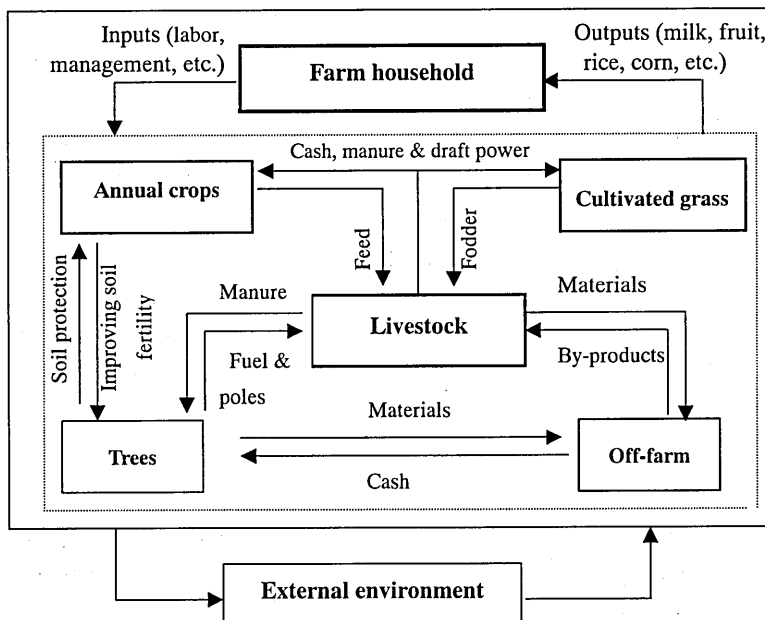 Inputs (labor,
management, etc.)
Farm household
Outputs (milk, fruit,
rice, corn, etc.)
Cash, manure & draft power
Annual crops
Cultivated grass
Feed
Fodder
Soil protection
Improving soil
fertility
Manure
Livestock
Materials
Fuel &
poles
By-products
Materials
Trees
Off-farm
Cash
External environment